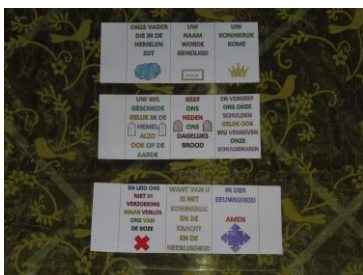 ONZE VADER
DIE IN DE
HEMELEN
ZIJT
UW
NAAM
WORDE
GEHEILIGD
UW
KONINKRIJK
KOME
UW WIL
GESCHIEDE
GELIJK IN DE
HEMEL
ALZO
OOK OP DE
AARDE
GEEF
ONS
HEDEN
ONS
DAGELIJKS
BROOD
EN VERGEEF
ONS ONZE
SCHULDEN
GELIJK OOK
WIJ VERGEVEN
ONZE
SCHULDENAREN
EN LEID ONS
NIET IN
VERZOEKING
MAAR VERLOS
ONS VAN
DE BOZE
WANT VAN U
IS HET
KONINKRIJK
EN DE
KRACHT
EN DE
HEERLIJKHEID
IN DER
EEUWIGHEID
AMEN